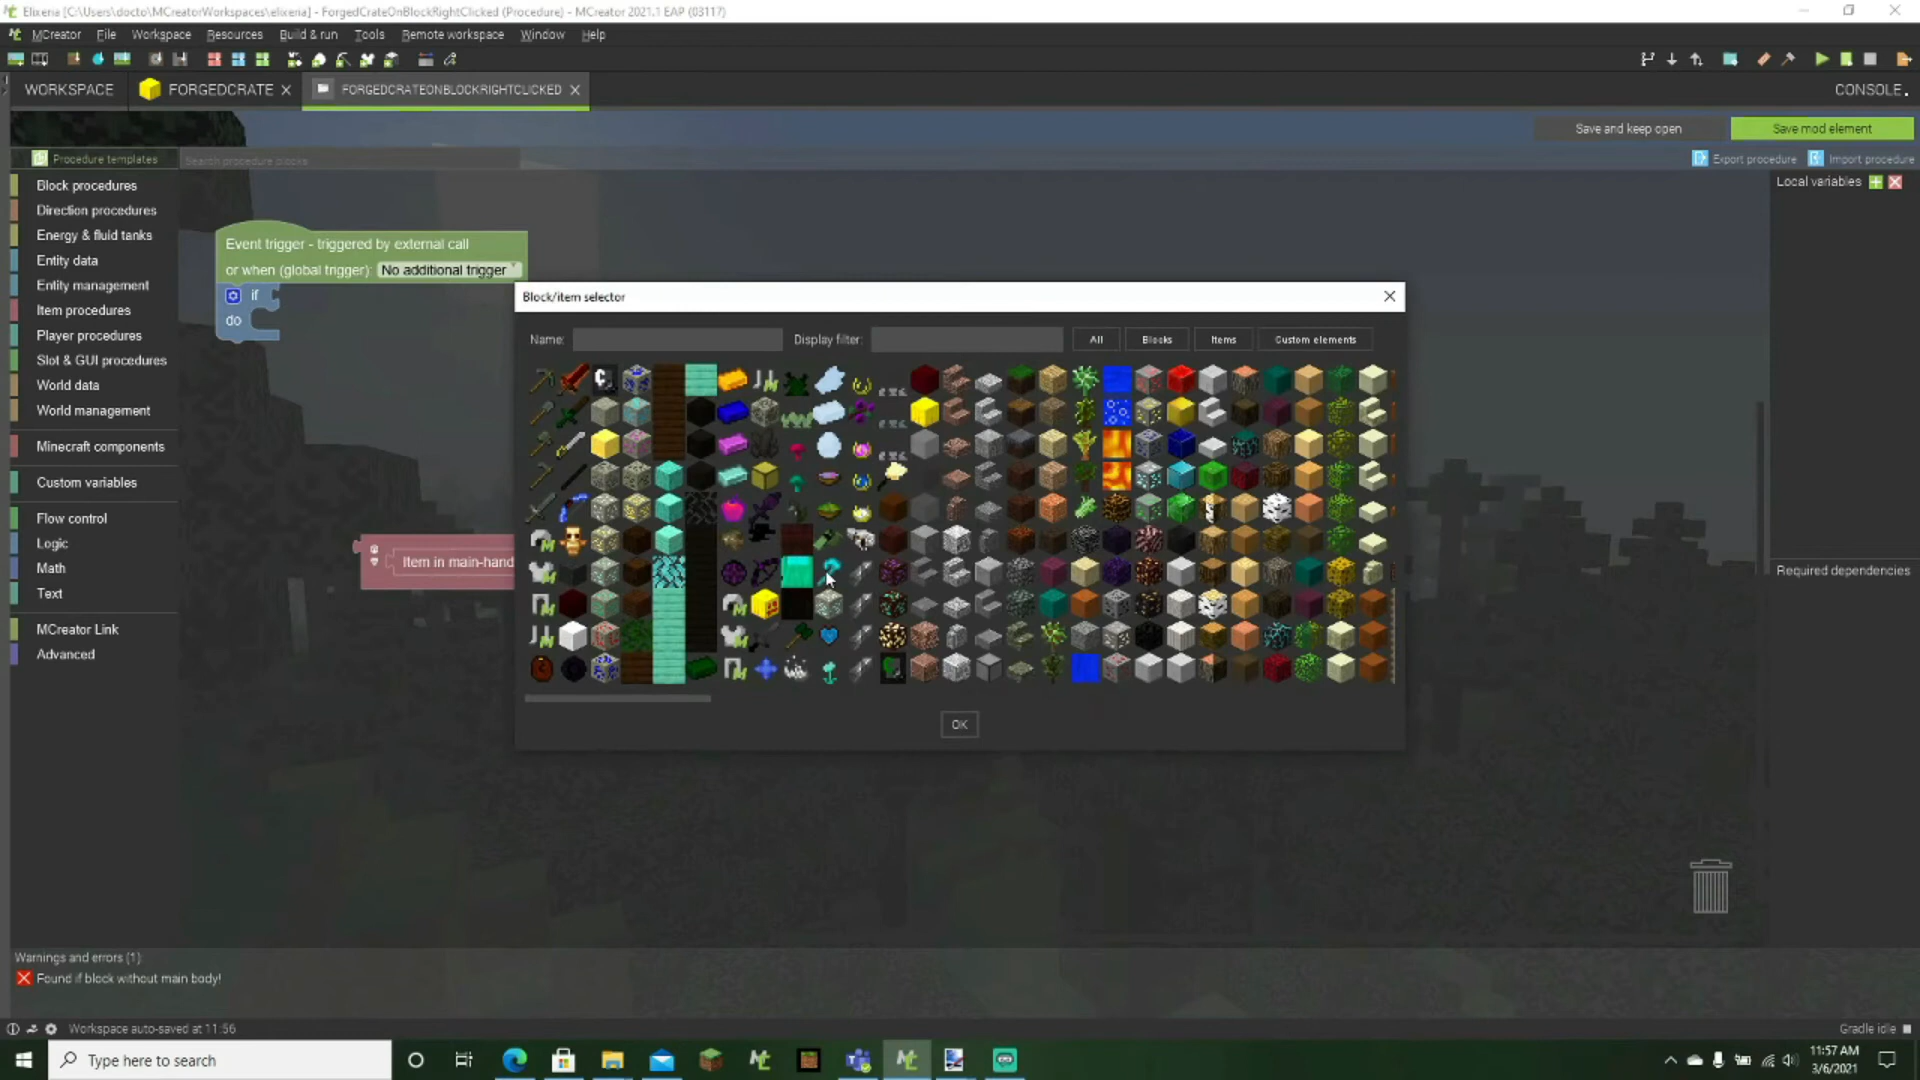 Elixeria [C:\Users\docto\MCreatorWorkspaces\elixeria] - ForgedCrateOnBlockRightClicked (Procedure) - MCreator 2021.1 EAP (03117)
MCreator File Workspace Resources Build & run Tools Remote workspace Window Help
WORKSPACE FORGEDCRATE FORGEDCRATEONBLOCKRIGHTCLICKED CONSOLE
Save and keep open Save mod element
Procedure templates Search procedure blocks Export procedure Import procedure
Local variables
Block procedures
Direction procedures
Energy & fluid tanks
Entity data
Entity management
Item procedures
Player procedures
Slot & GUI procedures
World data
World management
Minecraft components
Custom variables
Flow control
Logic
Math
Text
MCreator Link
Advanced
Event trigger - triggered by external call
or when (global trigger): No additional trigger
if
do
Item in main-hand
Block/item selector
Name: Display filter: All Blocks Items Custom elements
OK
Required dependencies
Warnings and errors (1):
Found if block without main body!
Workspace auto-saved at 11:56
Gradle idle
Type here to search
11:57 AM
3/6/2021